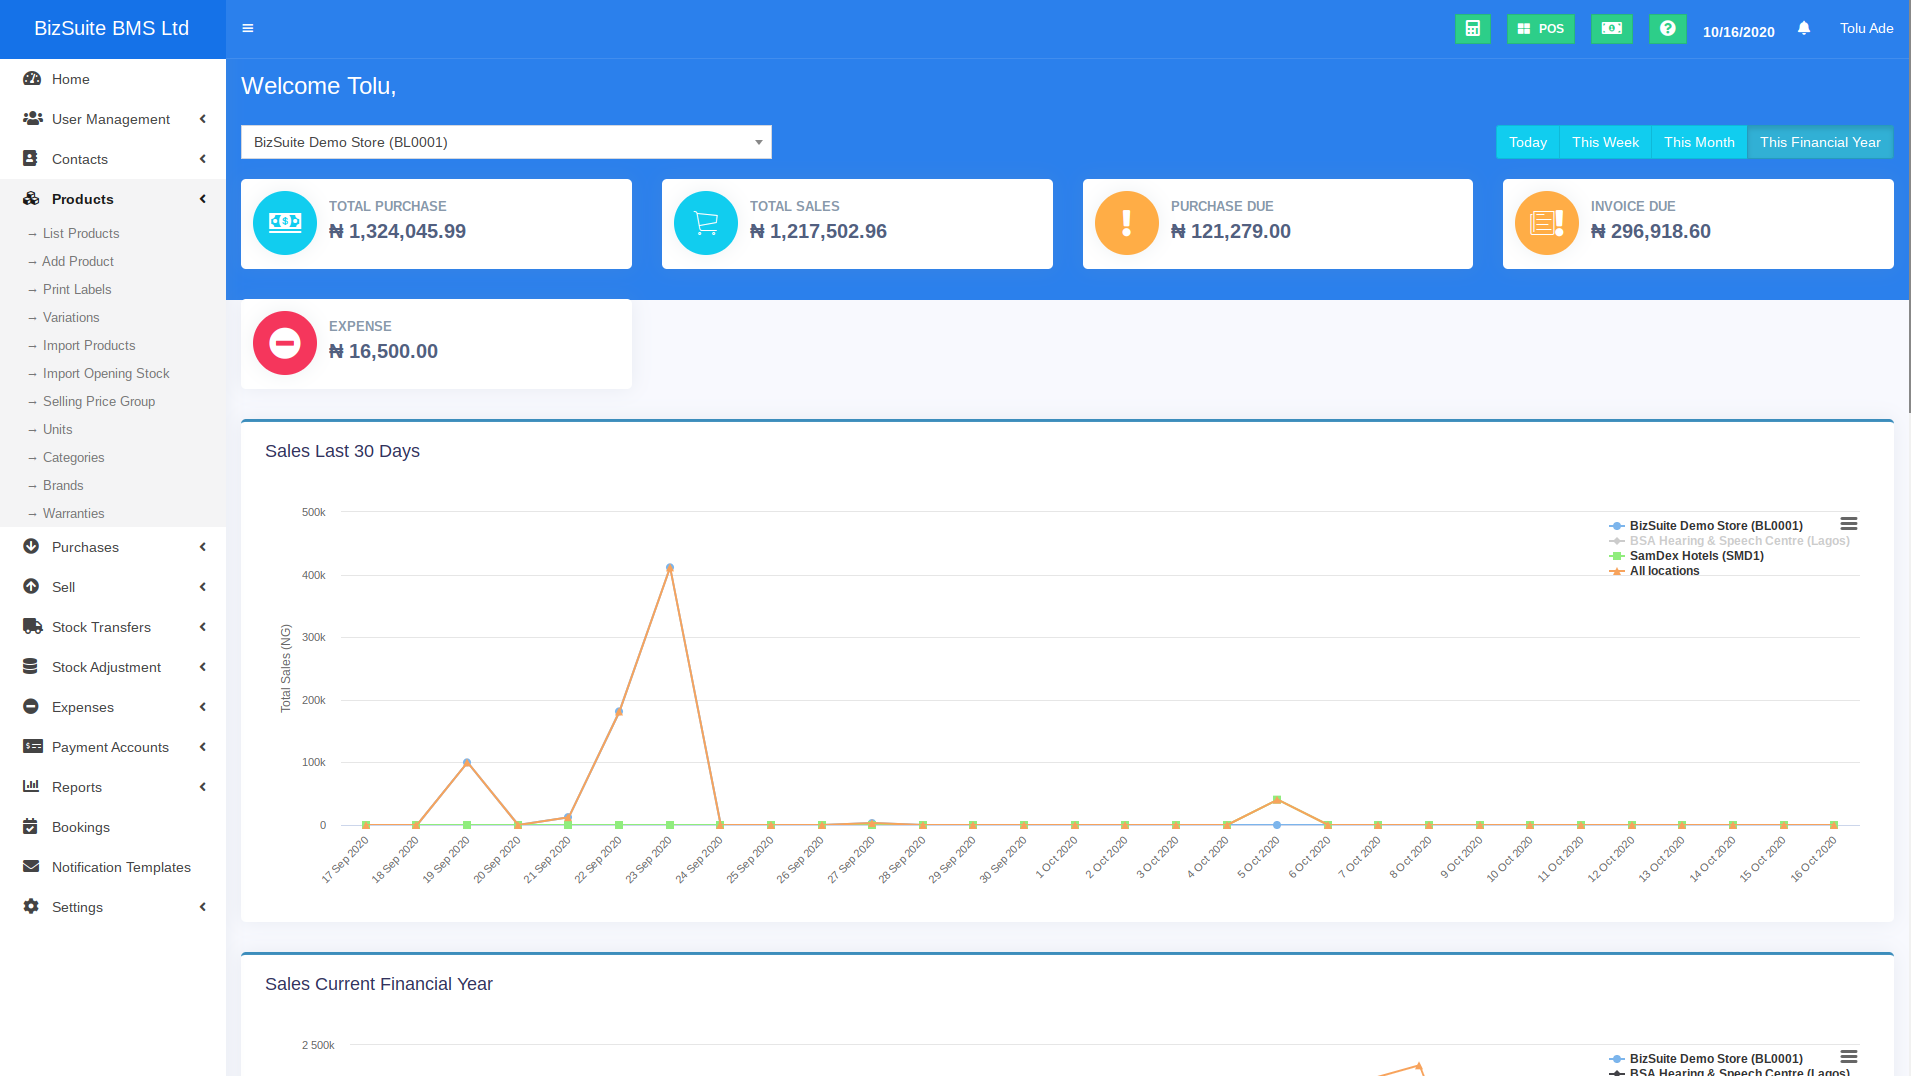 BizSuite BMS Ltd
POS
10/16/2020
Tolu Ade
Home
User Management
Contacts
Products
→ List Products
→ Add Product
→ Print Labels
→ Variations
→ Import Products
→ Import Opening Stock
→ Selling Price Group
→ Units
→ Categories
→ Brands
→ Warranties
Purchases
Sell
Stock Transfers
Stock Adjustment
Expenses
Payment Accounts
Reports
Bookings
Notification Templates
Settings
Welcome Tolu,
BizSuite Demo Store (BL0001)
Today
This Week
This Month
This Financial Year
TOTAL PURCHASE
₦ 1,324,045.99
TOTAL SALES
₦ 1,217,502.96
PURCHASE DUE
₦ 121,279.00
INVOICE DUE
₦ 296,918.60
EXPENSE
₦ 16,500.00
Sales Last 30 Days
500k
400k
300k
200k
100k
0
Total Sales (NG)
BizSuite Demo Store (BL0001)
BSA Hearing & Speech Centre (Lagos)
SamDex Hotels (SMD1)
All locations
17 Sep 2020
18 Sep 2020
19 Sep 2020
20 Sep 2020
21 Sep 2020
22 Sep 2020
23 Sep 2020
24 Sep 2020
25 Sep 2020
26 Sep 2020
27 Sep 2020
28 Sep 2020
29 Sep 2020
30 Sep 2020
1 Oct 2020
2 Oct 2020
3 Oct 2020
4 Oct 2020
5 Oct 2020
6 Oct 2020
7 Oct 2020
8 Oct 2020
9 Oct 2020
10 Oct 2020
11 Oct 2020
12 Oct 2020
13 Oct 2020
14 Oct 2020
15 Oct 2020
16 Oct 2020
Sales Current Financial Year
2 500k
BizSuite Demo Store (BL0001)
BSA Hearing & Speech Centre (Lagos)